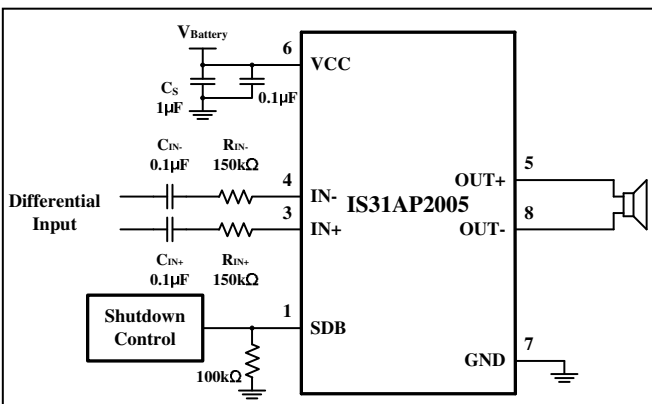 VBattery
6
VCC
CS
1µF
0.1µF
CIN-
0.1µF
RIN-
150kΩ
4
IN-
Differential
Input
3
IN+
CIN+
0.1µF
RIN+
150kΩ
IS31AP2005
5
OUT+
8
OUT-
Shutdown
Control
1
SDB
100kΩ
7
GND